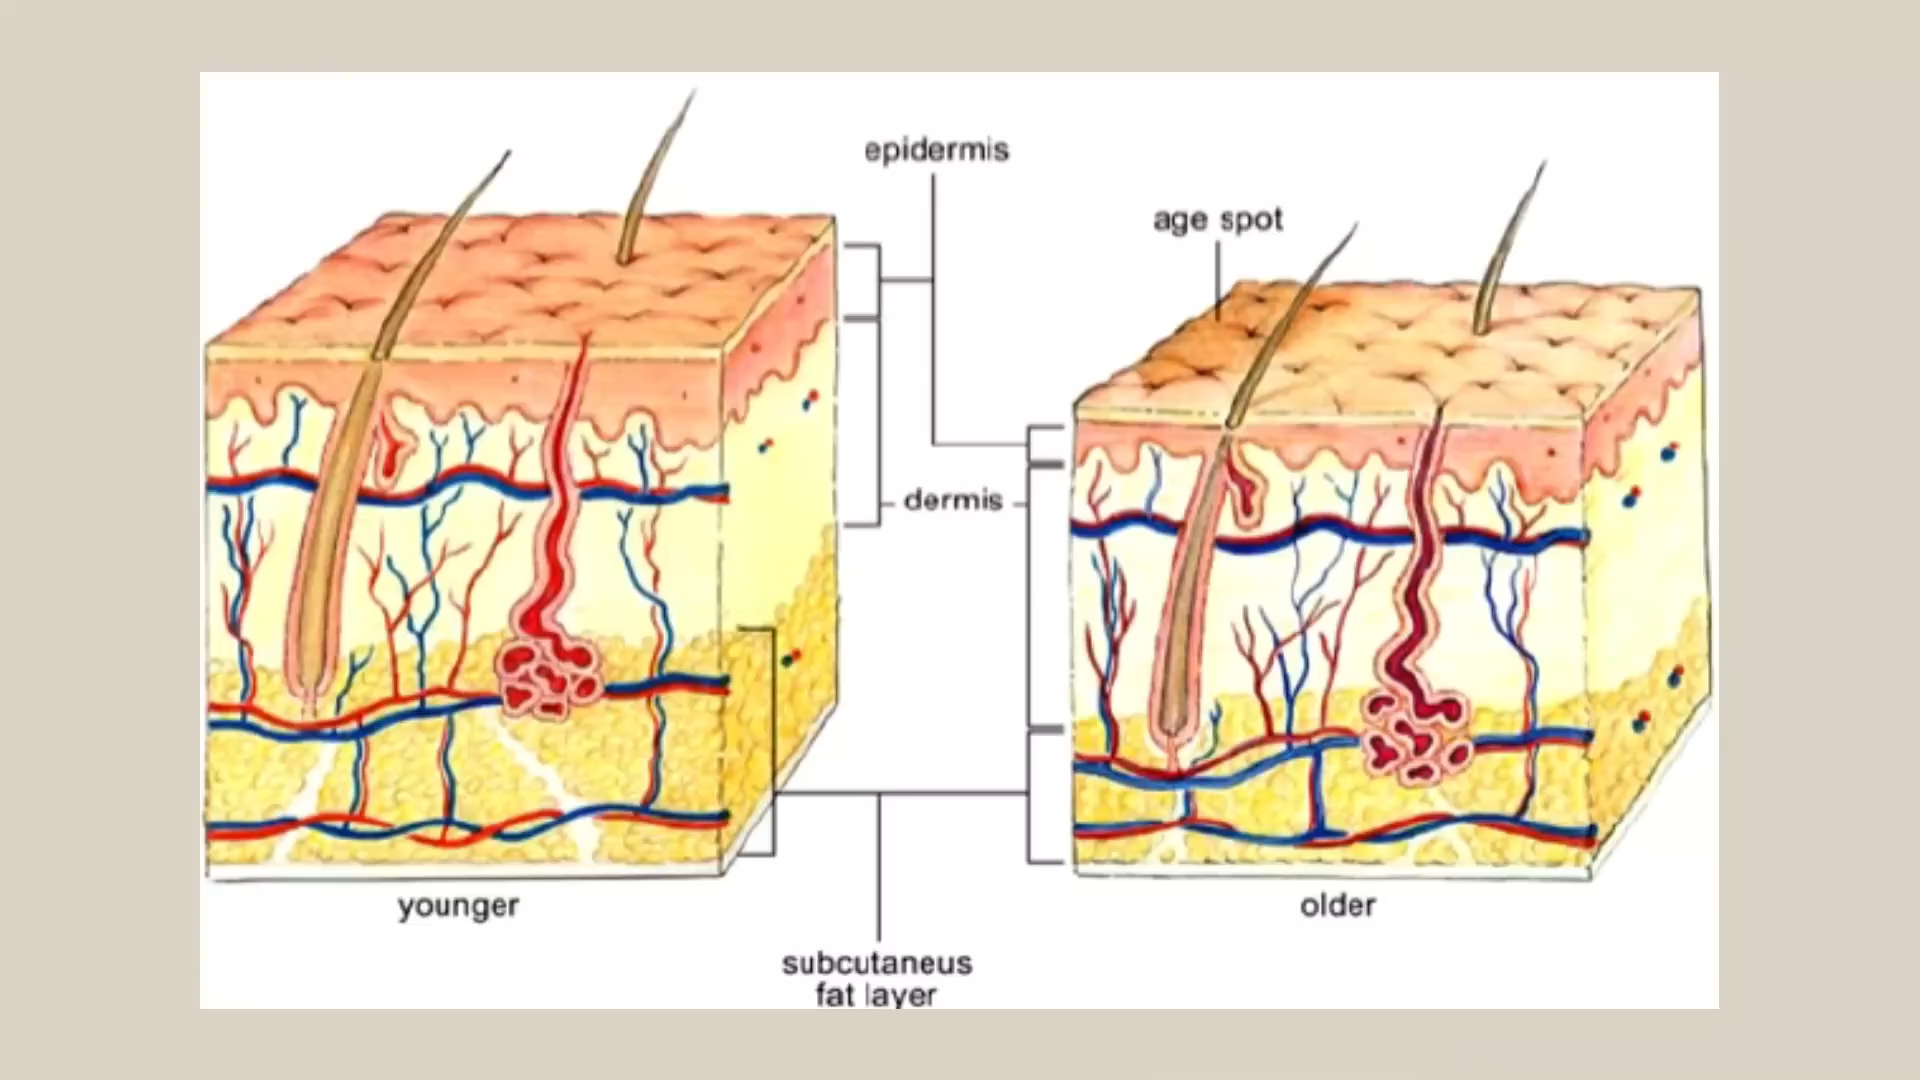 epidermis
age spot
dermis
younger
older
subcutaneus
fat layer